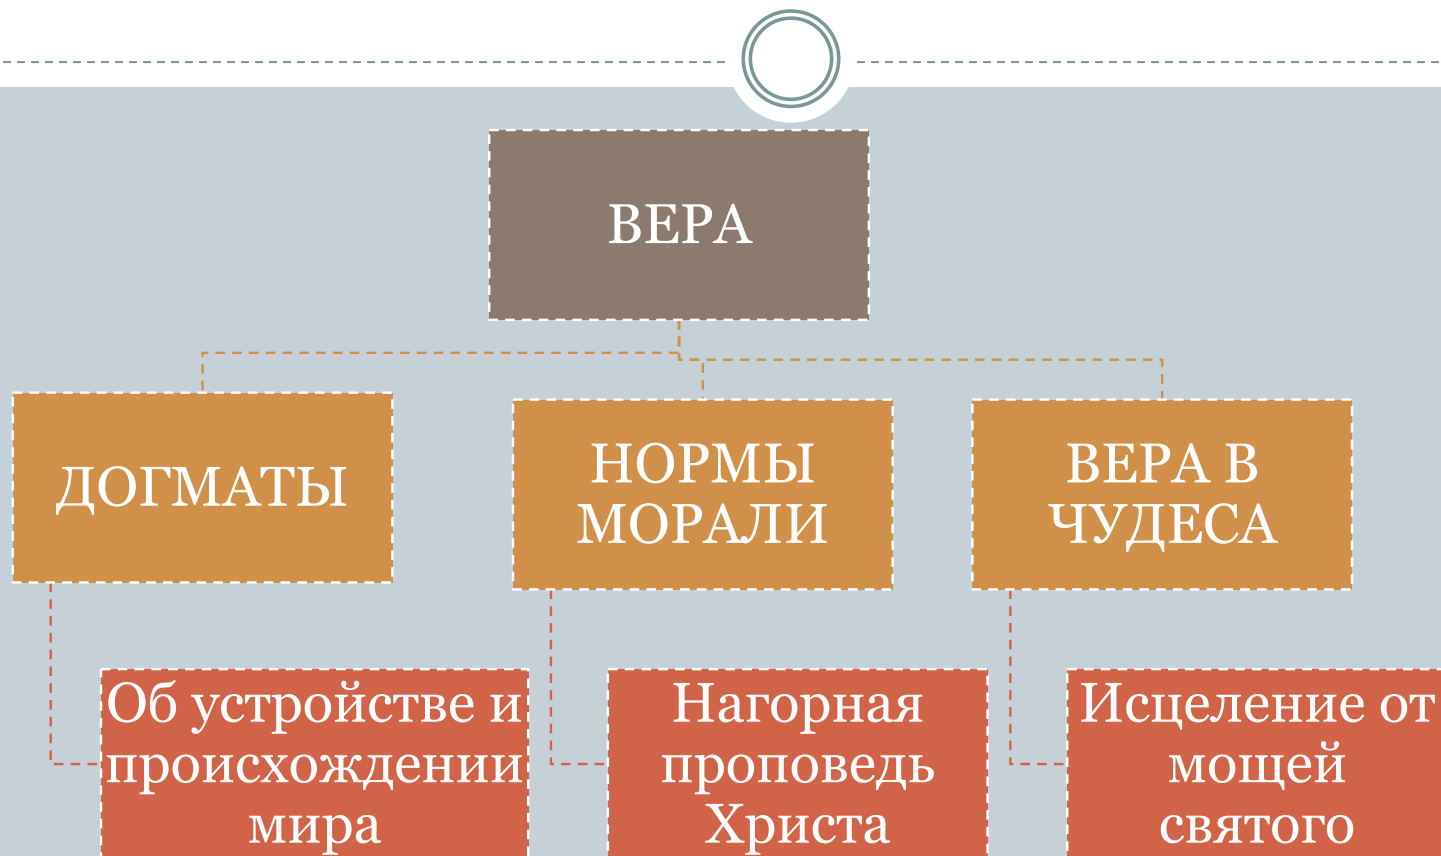 ВЕРА
ДОГМАТЫ
НОРМЫ
МОРАЛИ
ВЕРА В
ЧУДЕСА
Об устройстве и
происхождении
мира
Нагорная
проповедь
Христа
Исцеление от
мощей
святого